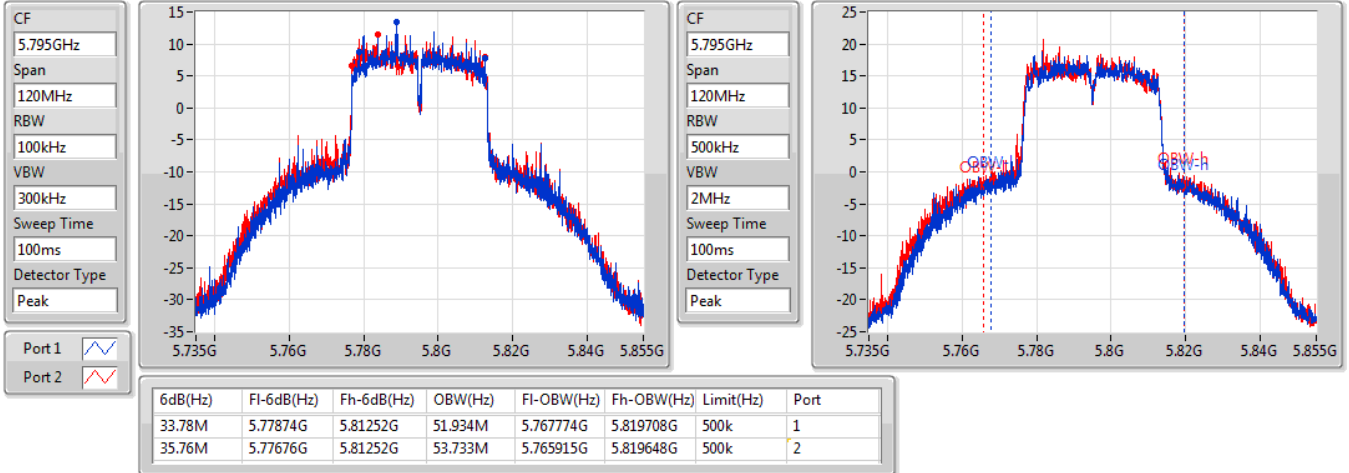 CF
5.795GHz
Span
120MHz
RBW
100kHz
VBW
300kHz
Sweep Time
100ms
Detector Type
Peak
Port 1
Port 2
15
10
5
0
-5
-10
-15
-20
-25
-30
-35
5.735G 5.76G 5.78G 5.8G 5.82G 5.84G 5.855G
CF
5.795GHz
Span
120MHz
RBW
500kHz
VBW
2MHz
Sweep Time
100ms
Detector Type
Peak
25
20
15
10
5
0
-5
-10
-15
-20
-25
OBW-h
OBW-h
5.735G 5.76G 5.78G 5.8G 5.82G 5.84G 5.855G
6dB(Hz) Fl-6dB(Hz) Fh-6dB(Hz) OBW(Hz) Fl-OBW(Hz) Fh-OBW(Hz) Limit(Hz) Port
33.78M 5.77874G 5.81252G 51.934M 5.767774G 5.819708G 500k 1
35.76M 5.77676G 5.81252G 53.733M 5.765915G 5.819648G 500k 2